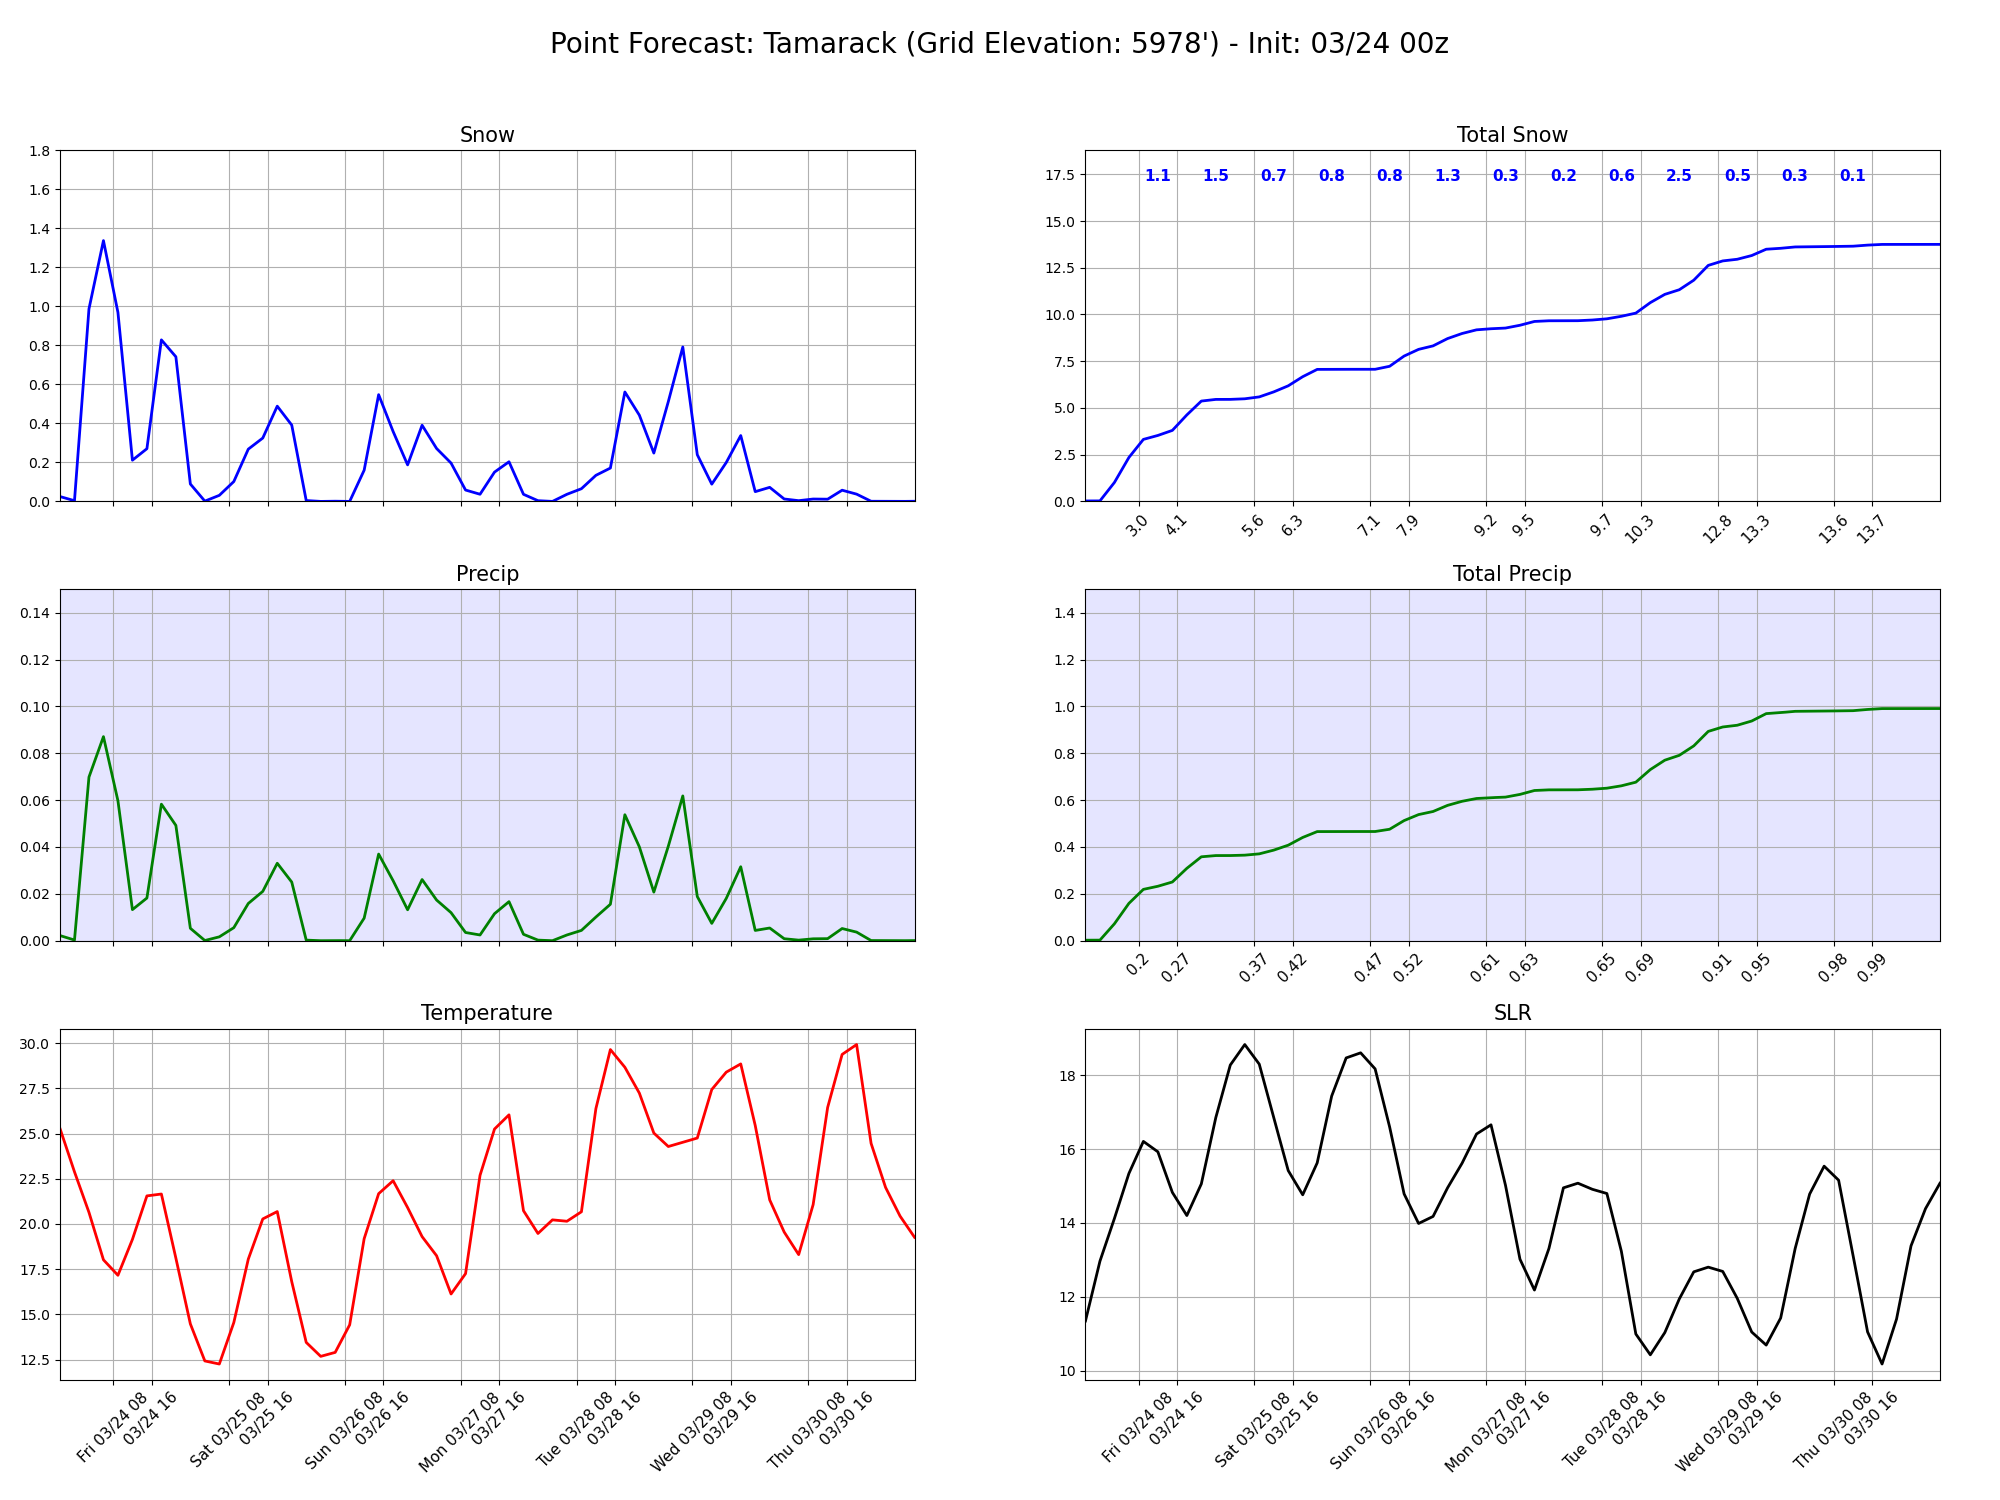 Point Forecast: Tamarack (Grid Elevation: 5978') - Init: 03/24 00z
Snow
1.8
1.6
1.4
1.2
1.0
0.8
0.6
0.4
0.2
0.0
Total Snow
17.5
15.0
12.5
10.0
7.5
5.0
2.5
0.0
1.1 1.5 0.7 0.8 0.8 1.3 0.3 0.2 0.6 2.5 0.5 0.3 0.1
3.0 4.1 5.6 6.3 7.1 7.9 9.2 9.5 9.7 10.3 12.8 13.3 13.6 13.7
Precip
0.14
0.12
0.10
0.08
0.06
0.04
0.02
0.00
Total Precip
1.4
1.2
1.0
0.8
0.6
0.4
0.2
0.0
0.2 0.27 0.37 0.42 0.47 0.52 0.61 0.63 0.65 0.69 0.91 0.95 0.98 0.99
Temperature
30.0
27.5
25.0
22.5
20.0
17.5
15.0
12.5
Fri 03/24 08
03/24 16
Sat 03/25 08
03/25 16
Sun 03/26 08
03/26 16
Mon 03/27 08
03/27 16
Tue 03/28 08
03/28 16
Wed 03/29 08
03/29 16
Thu 03/30 08
03/30 16
SLR
18
16
14
12
10
Fri 03/24 08
03/24 16
Sat 03/25 08
03/25 16
Sun 03/26 08
03/26 16
Mon 03/27 08
03/27 16
Tue 03/28 08
03/28 16
Wed 03/29 08
03/29 16
Thu 03/30 08
03/30 16